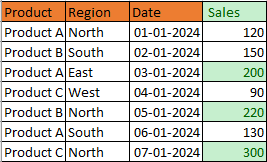 Product Region Date Sales
Product A North 01-01-2024 120
Product B South 02-01-2024 150
Product A East 03-01-2024 200
Product C West 04-01-2024 90
Product B North 05-01-2024 220
Product A South 06-01-2024 130
Product C North 07-01-2024 300